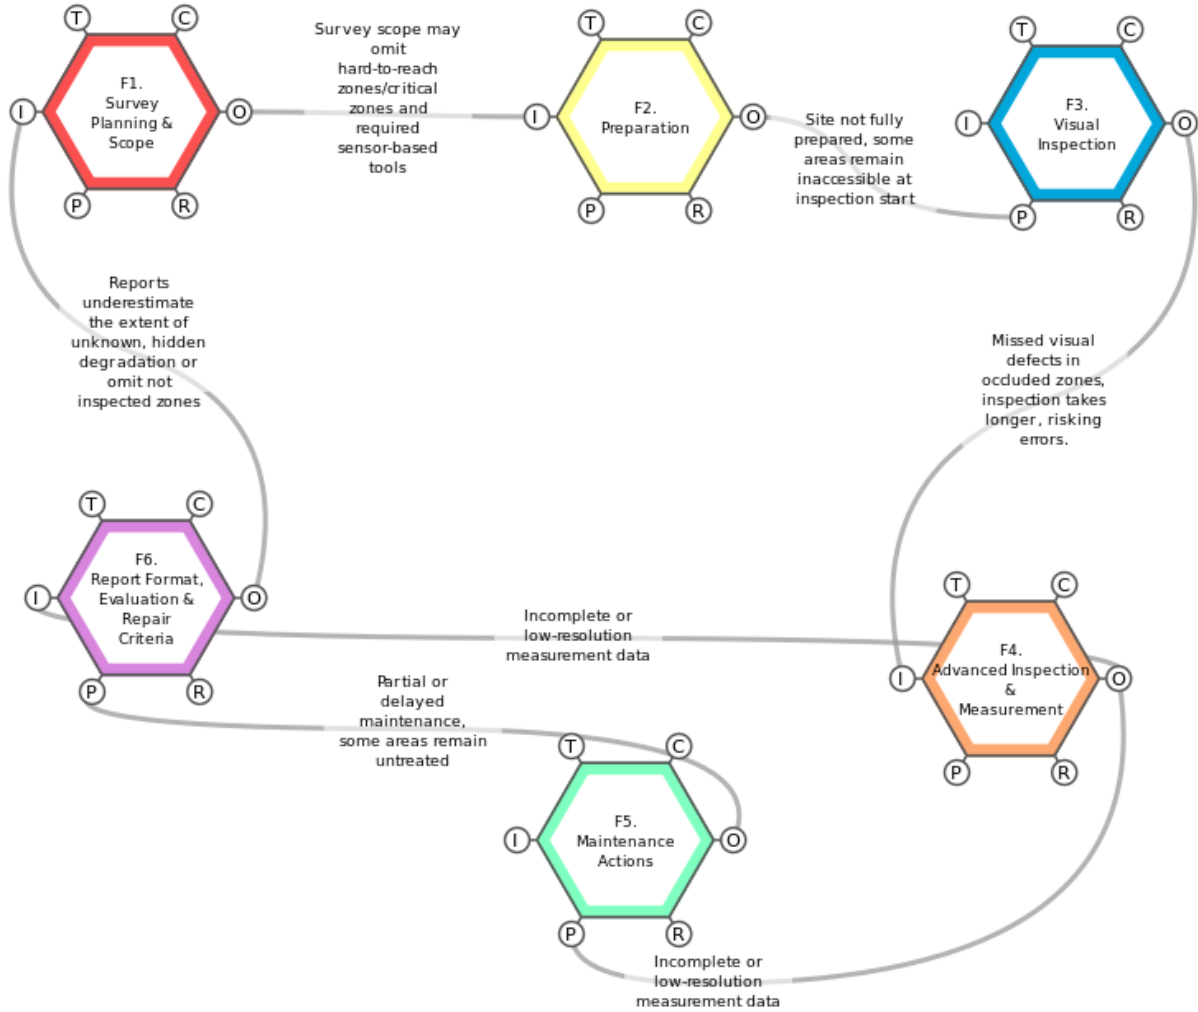 T
C
F1.
Survey
Planning &
Scope
I
O
P
R
Survey scope may
omit
hard-to-reach
zones/critical
zones and
required
sensor-based
tools
T
C
F2.
Preparation
I
O
P
R
Site not fully
prepared, some
areas remain
inaccessible at
inspection start
T
C
F3.
Visual
Inspection
I
O
P
R
Reports
underestimate
the extent of
unknown, hidden
degradation or
omit not
inspected zones
Missed visual
defects in
occluded zones,
inspection takes
longer, risking
errors.
T
C
F6.
Report Format,
Evaluation &
Repair
Criteria
I
O
P
R
Incomplete or
low-resolution
measurement data
T
C
F4.
Advanced Inspection
&
Measurement
I
O
P
R
Partial or
delayed
maintenance,
some areas remain
untreated
T
C
F5.
Maintenance
Actions
I
O
P
R
Incomplete or
low-resolution
measurement data